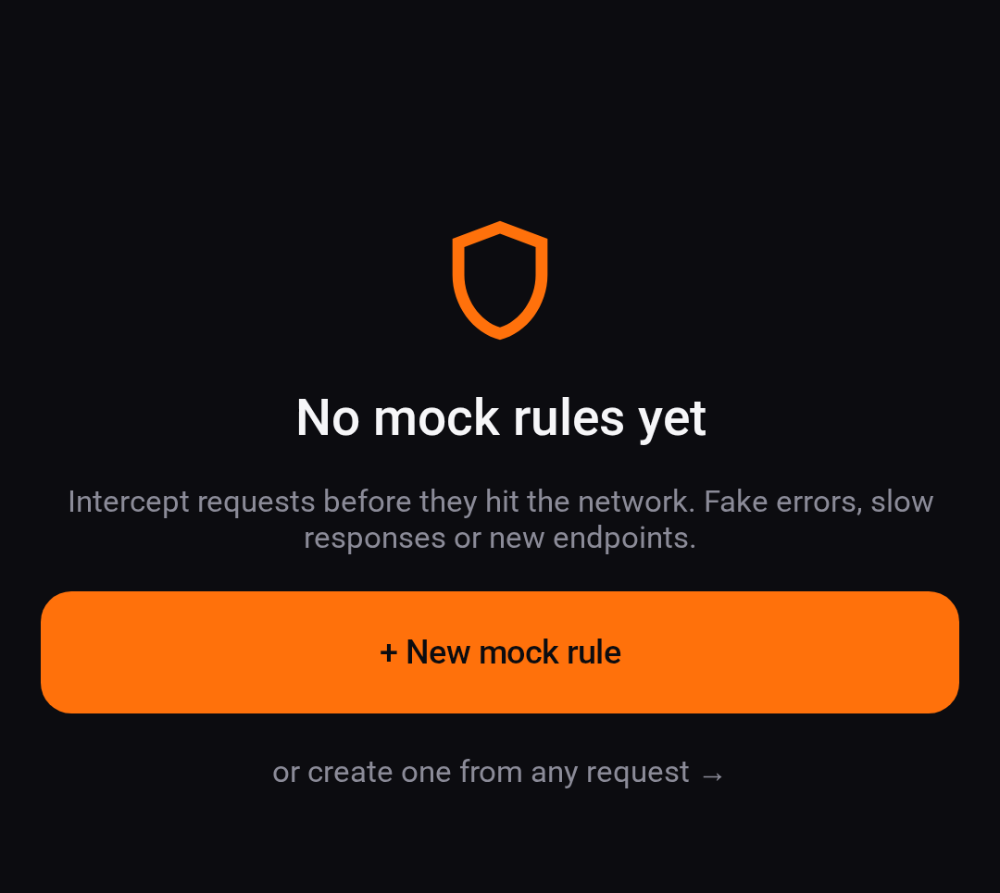 No mock rules yet
Intercept requests before they hit the network. Fake errors, slow
responses or new endpoints.
+ New mock rule
or create one from any request →